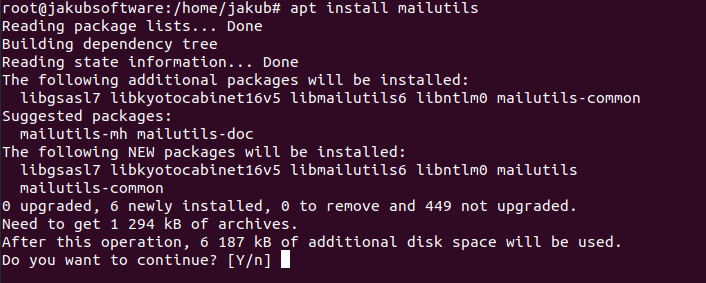 root@jakubsoftware:/home/jakub# apt install mailutils
Reading package lists... Done
Building dependency tree
Reading state information... Done
The following additional packages will be installed:
  libgsasl7 libkyotocabinet16v5 libmailutils6 libntlm0 mailutils-common
Suggested packages:
  mailutils-mh mailutils-doc
The following NEW packages will be installed:
  libgsasl7 libkyotocabinet16v5 libmailutils6 libntlm0 mailutils
  mailutils-common
0 upgraded, 6 newly installed, 0 to remove and 449 not upgraded.
Need to get 1 294 kB of archives.
After this operation, 6 187 kB of additional disk space will be used.
Do you want to continue? [Y/n]